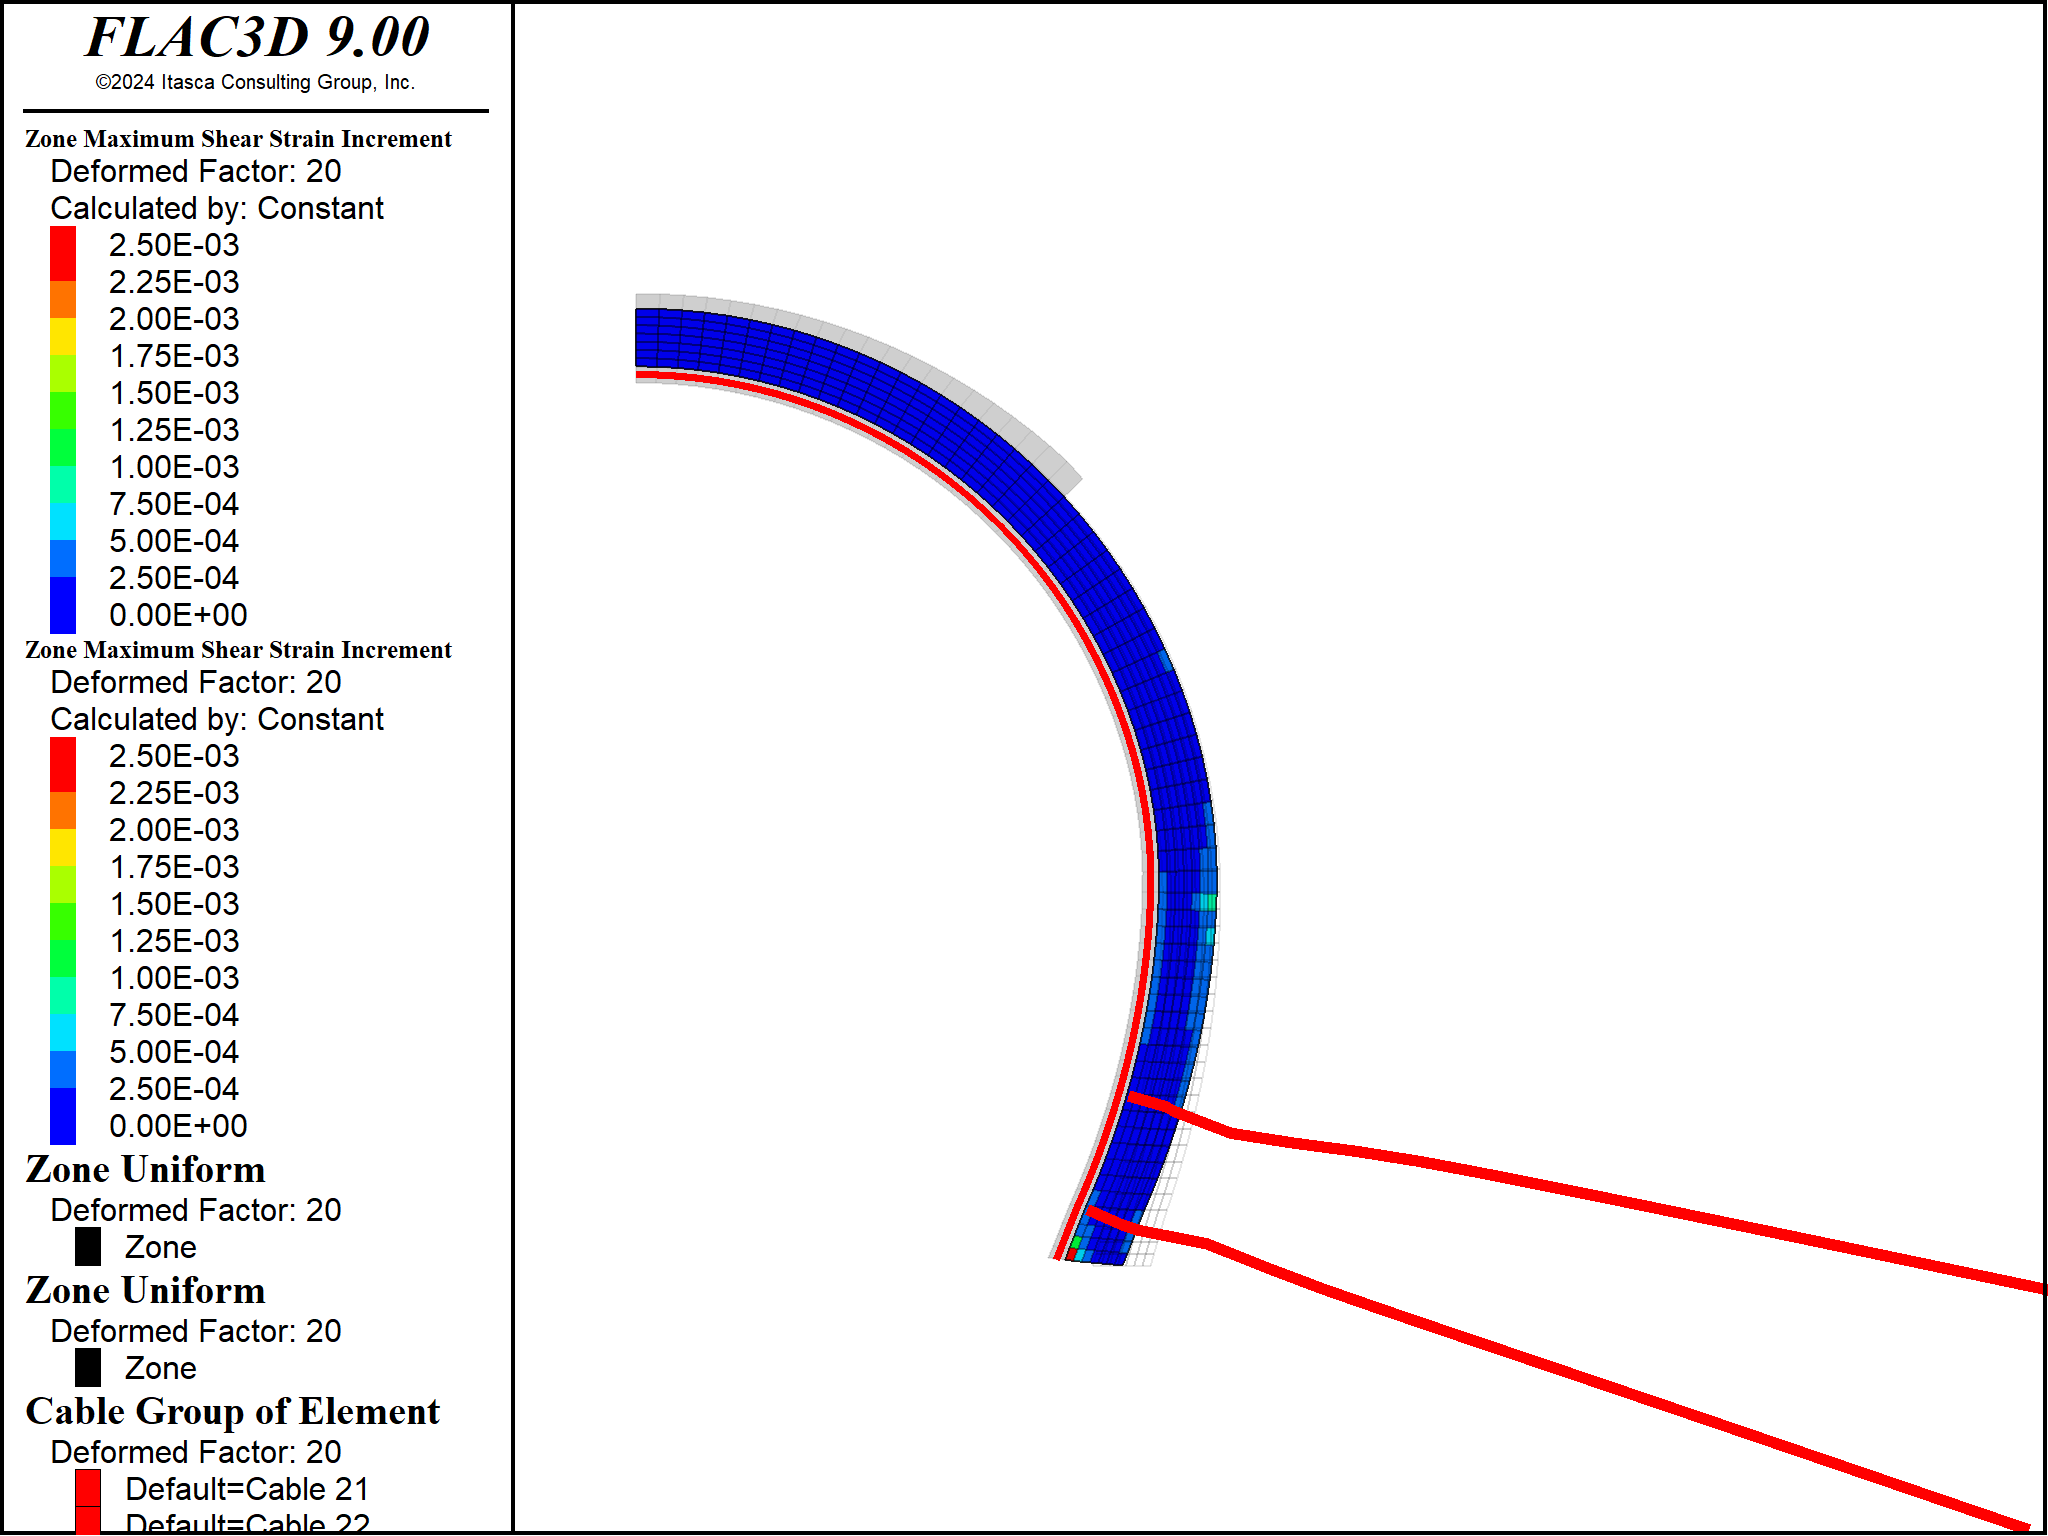 FLAC3D 9.00
©2024 Itasca Consulting Group, Inc.
Zone Maximum Shear Strain Increment
Deformed Factor: 20
Calculated by: Constant
2.50E-03
2.25E-03
2.00E-03
1.75E-03
1.50E-03
1.25E-03
1.00E-03
7.50E-04
5.00E-04
2.50E-04
0.00E+00
Zone Maximum Shear Strain Increment
Deformed Factor: 20
Calculated by: Constant
2.50E-03
2.25E-03
2.00E-03
1.75E-03
1.50E-03
1.25E-03
1.00E-03
7.50E-04
5.00E-04
2.50E-04
0.00E+00
Zone Uniform
Deformed Factor: 20
Zone
Zone Uniform
Deformed Factor: 20
Zone
Cable Group of Element
Deformed Factor: 20
Default=Cable 21
Default=Cable 22